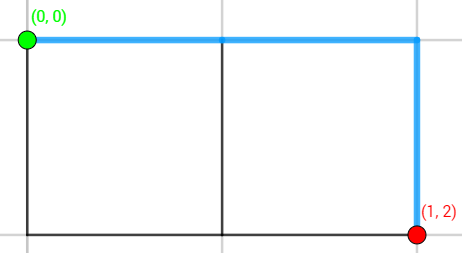 (0, 0)
(1, 2)